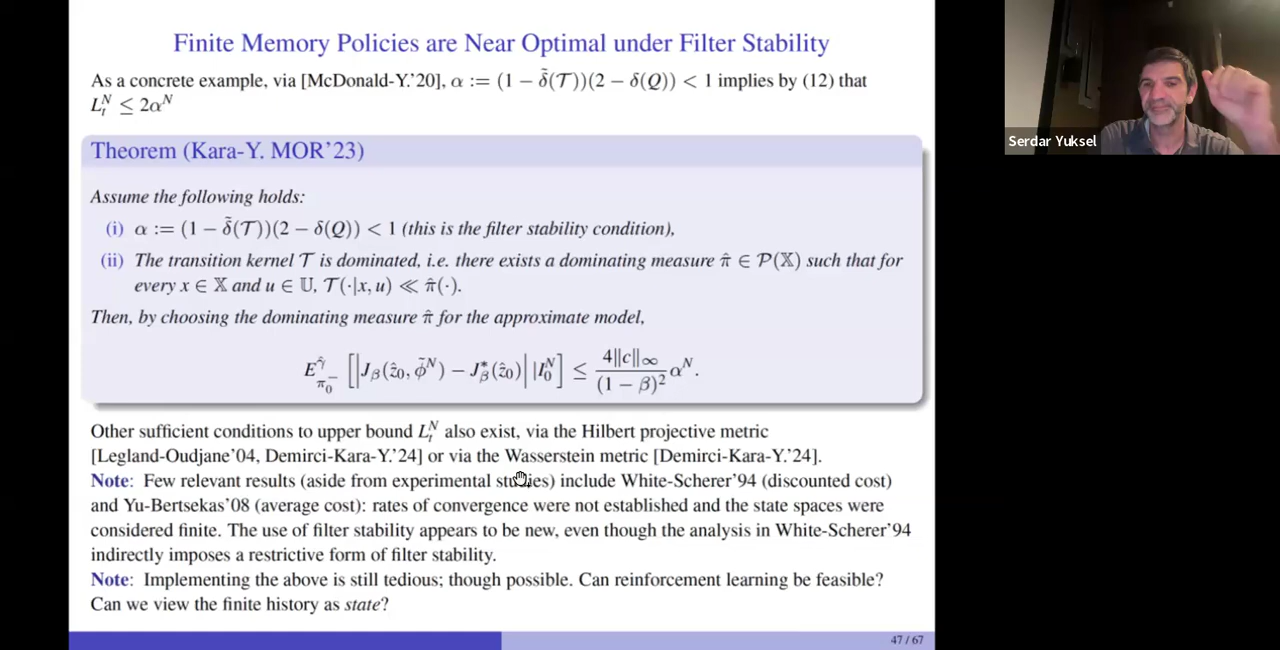 Finite Memory Policies are Near Optimal under Filter Stability
As a concrete example, via [McDonald-Y.'20], α := (1 − δ̃(𝒯))(2 − δ(Q)) < 1 implies by (12) that
L_t^N ≤ 2α^N
Theorem (Kara-Y. MOR'23)
Assume the following holds:
(i) α := (1 − δ̃(𝒯))(2 − δ(Q)) < 1 (this is the filter stability condition),
(ii) The transition kernel 𝒯 is dominated, i.e. there exists a dominating measure π̂ ∈ 𝒫(𝕏) such that for
every x ∈ 𝕏 and u ∈ 𝕌, 𝒯(·|x, u) ≪ π̂(·).
Then, by choosing the dominating measure π̂ for the approximate model,
E_{π_0^-}^{γ̂} [|J_β(ẑ_0, φ̃^N) − J_β^*(ẑ_0)| |I_0^N] ≤ \frac{4||c||_∞}{(1 − β)^2} α^N.
Other sufficient conditions to upper bound L_t^N also exist, via the Hilbert projective metric
[Legland-Oudjane'04, Demirci-Kara-Y.'24] or via the Wasserstein metric [Demirci-Kara-Y.'24].
Note: Few relevant results (aside from experimental studies) include White-Scherer'94 (discounted cost)
and Yu-Bertsekas'08 (average cost): rates of convergence were not established and the state spaces were
considered finite. The use of filter stability appears to be new, even though the analysis in White-Scherer'94
indirectly imposes a restrictive form of filter stability.
Note: Implementing the above is still tedious; though possible. Can reinforcement learning be feasible?
Can we view the finite history as state?
47 / 67
Serdar Yuksel